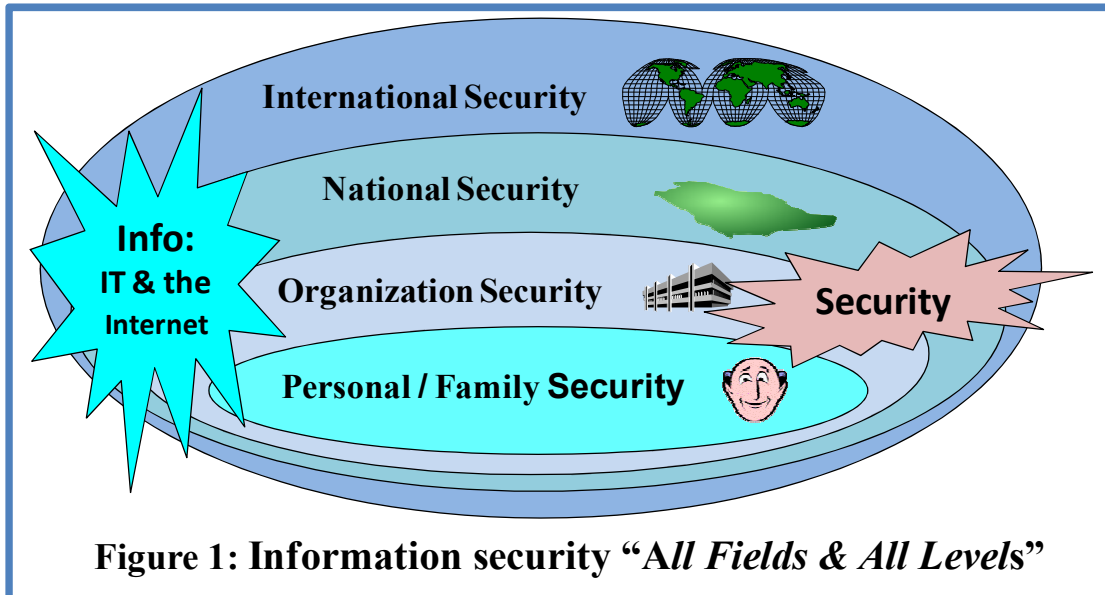 International Security
National Security
Info:
IT & the
Internet
Organization Security
Security
Personal / Family Security
Figure 1: Information security “All Fields & All Levels”